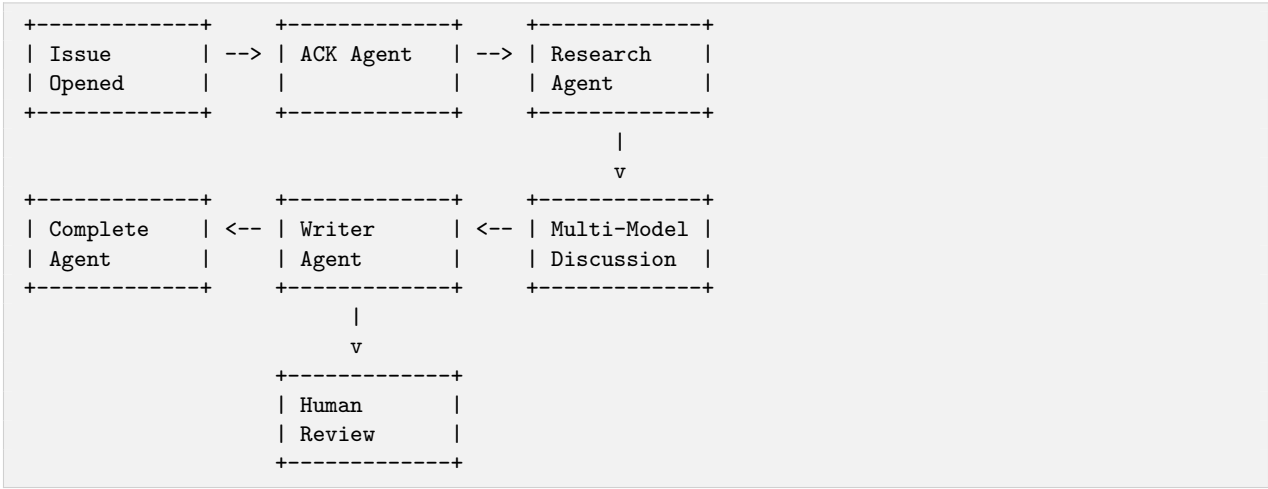 +-------------+     +-------------+     +-------------+
| Issue       | --> | ACK Agent   | --> | Research    |
| Opened      |     |             |     | Agent       |
+-------------+     +-------------+     +-------------+
                                               |
                                               v
+-------------+     +-------------+     +-------------+
| Complete    | <-- | Writer      | <-- | Multi-Model |
| Agent       |     | Agent       |     | Discussion  |
+-------------+     +-------------+     +-------------+
                          |
                          v
                    +-------------+
                    | Human       |
                    | Review      |
                    +-------------+